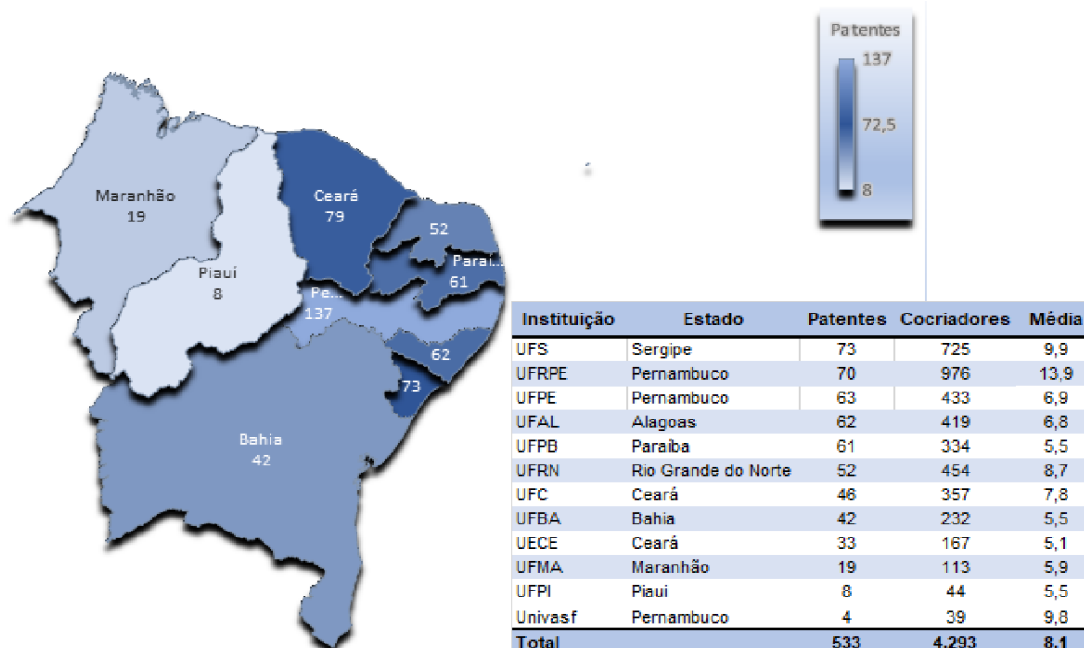 Patentes
137
72,5
8
Maranhão
19
Ceará
79
52
Piauí
8
Paraí...
61
Pe...
137
62
73
Bahia
42
Instituição Estado Patentes Cocriadores Média
UFS Sergipe 73 725 9,9
UFRPE Pernambuco 70 976 13,9
UFPE Pernambuco 63 433 6,9
UFAL Alagoas 62 419 6,8
UFPB Paraíba 61 334 5,5
UFRN Rio Grande do Norte 52 454 8,7
UFC Ceará 46 357 7,8
UFBA Bahia 42 232 5,5
UECE Ceará 33 167 5,1
UFMA Maranhão 19 113 5,9
UFPI Piaui 8 44 5,5
Univasf Pernambuco 4 39 9,8
Total 533 4.293 8,1